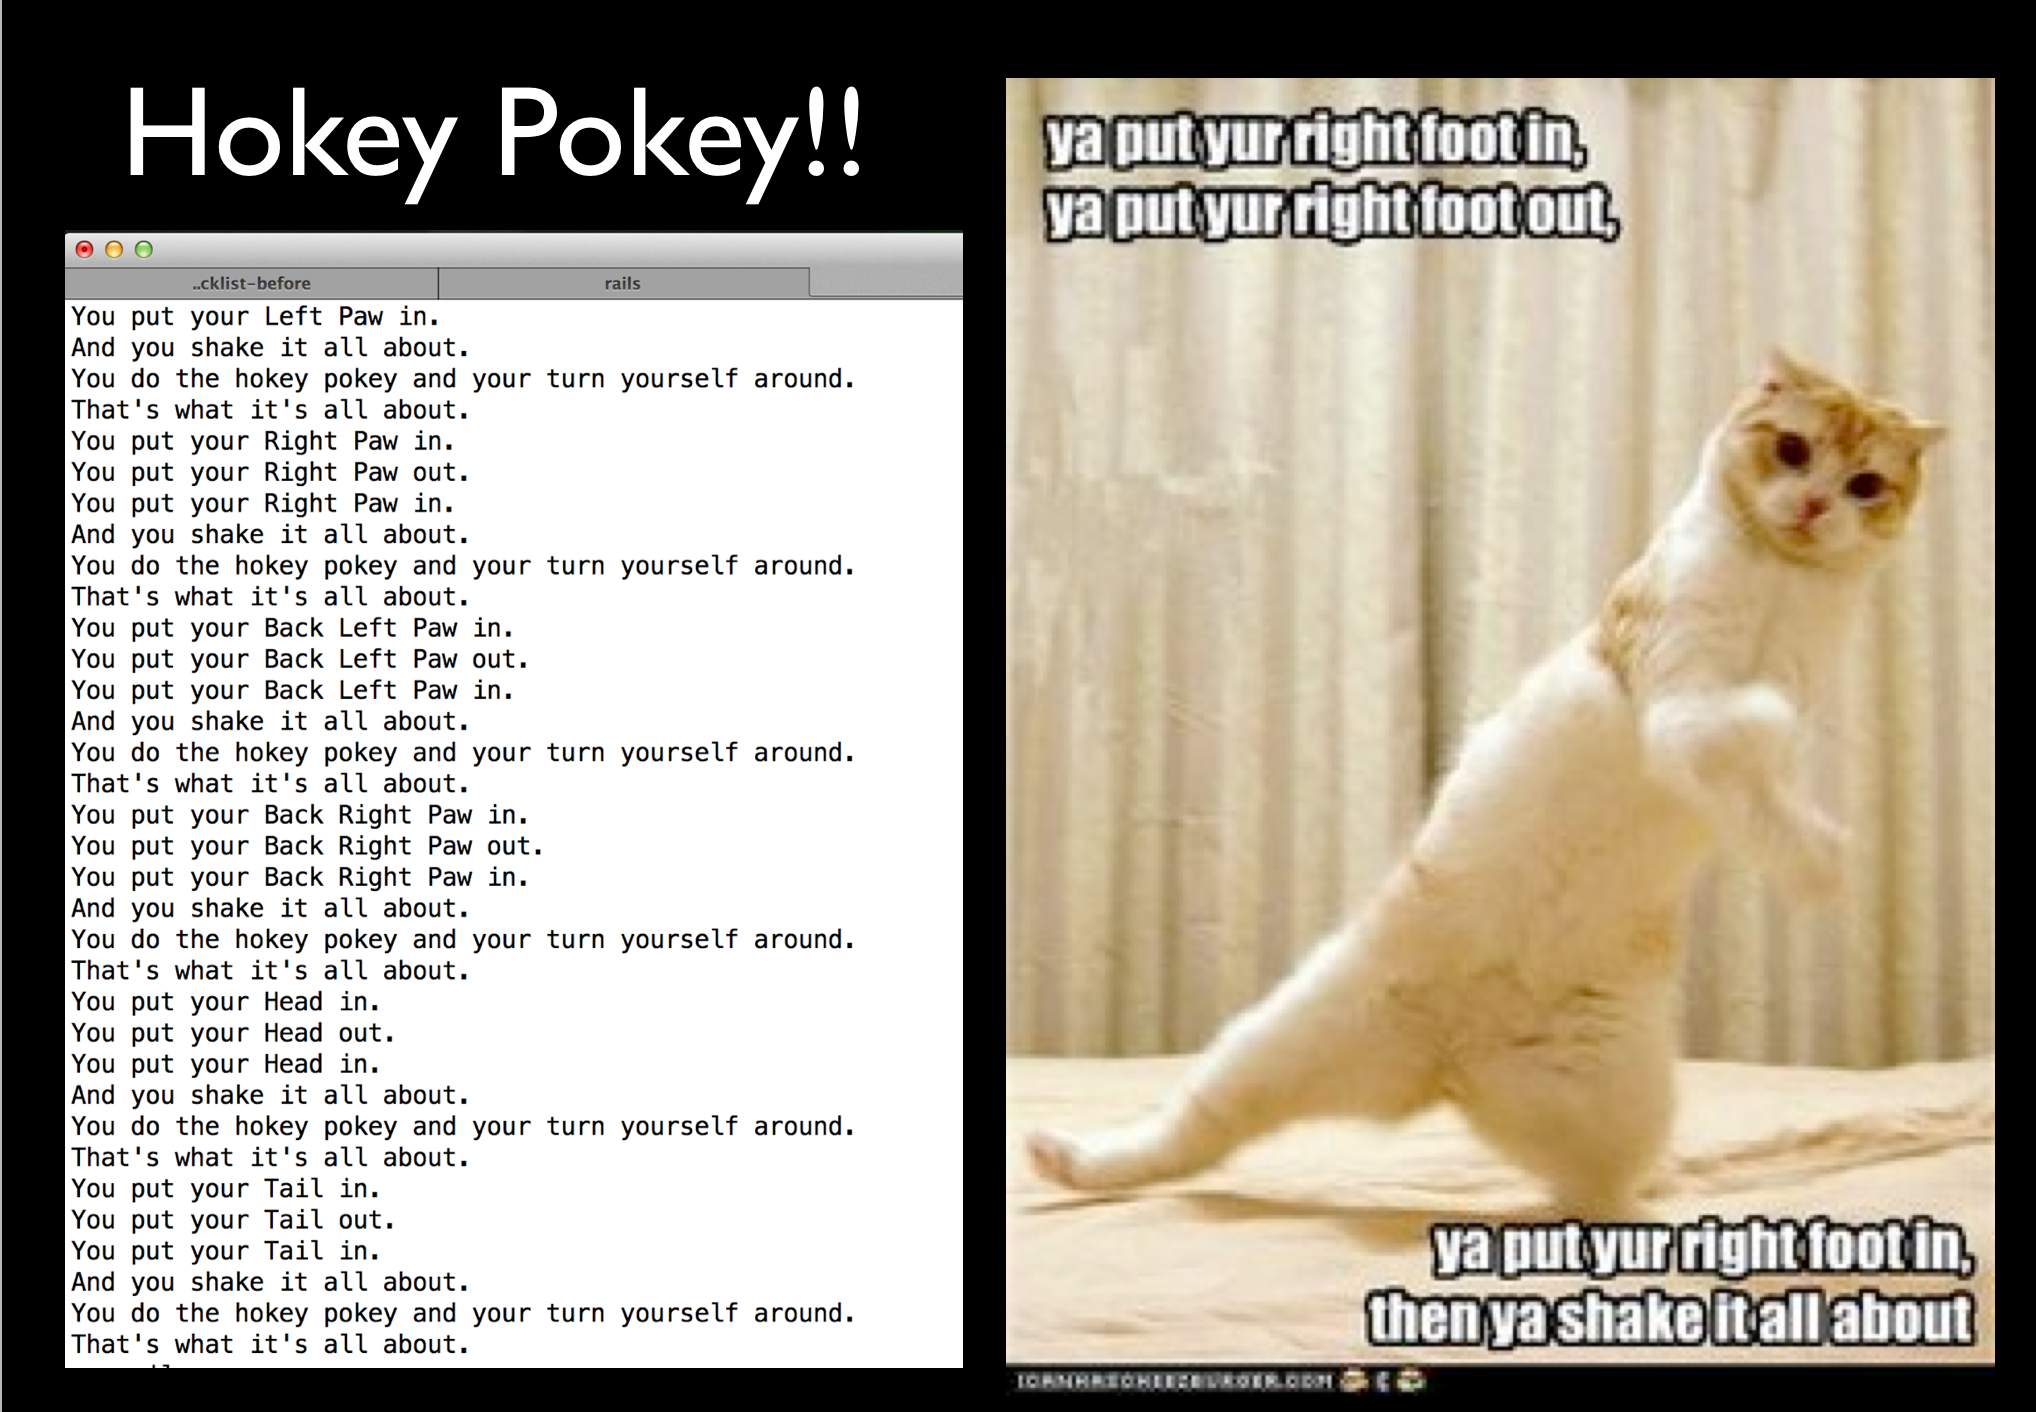 Hokey Pokey!!
..cklist-before
rails
You put your Left Paw in.
And you shake it all about.
You do the hokey pokey and your turn yourself around.
That's what it's all about.
You put your Right Paw in.
You put your Right Paw out.
You put your Right Paw in.
And you shake it all about.
You do the hokey pokey and your turn yourself around.
That's what it's all about.
You put your Back Left Paw in.
You put your Back Left Paw out.
You put your Back Left Paw in.
And you shake it all about.
You do the hokey pokey and your turn yourself around.
That's what it's all about.
You put your Back Right Paw in.
You put your Back Right Paw out.
You put your Back Right Paw in.
And you shake it all about.
You do the hokey pokey and your turn yourself around.
That's what it's all about.
You put your Head in.
You put your Head out.
You put your Head in.
And you shake it all about.
You do the hokey pokey and your turn yourself around.
That's what it's all about.
You put your Tail in.
You put your Tail out.
You put your Tail in.
And you shake it all about.
You do the hokey pokey and your turn yourself around.
That's what it's all about.
ya put yur right foot in,
ya put yur right foot out,
ya put yur right foot in,
then ya shake it all about
ICANHASCHEEZBURGER.COM